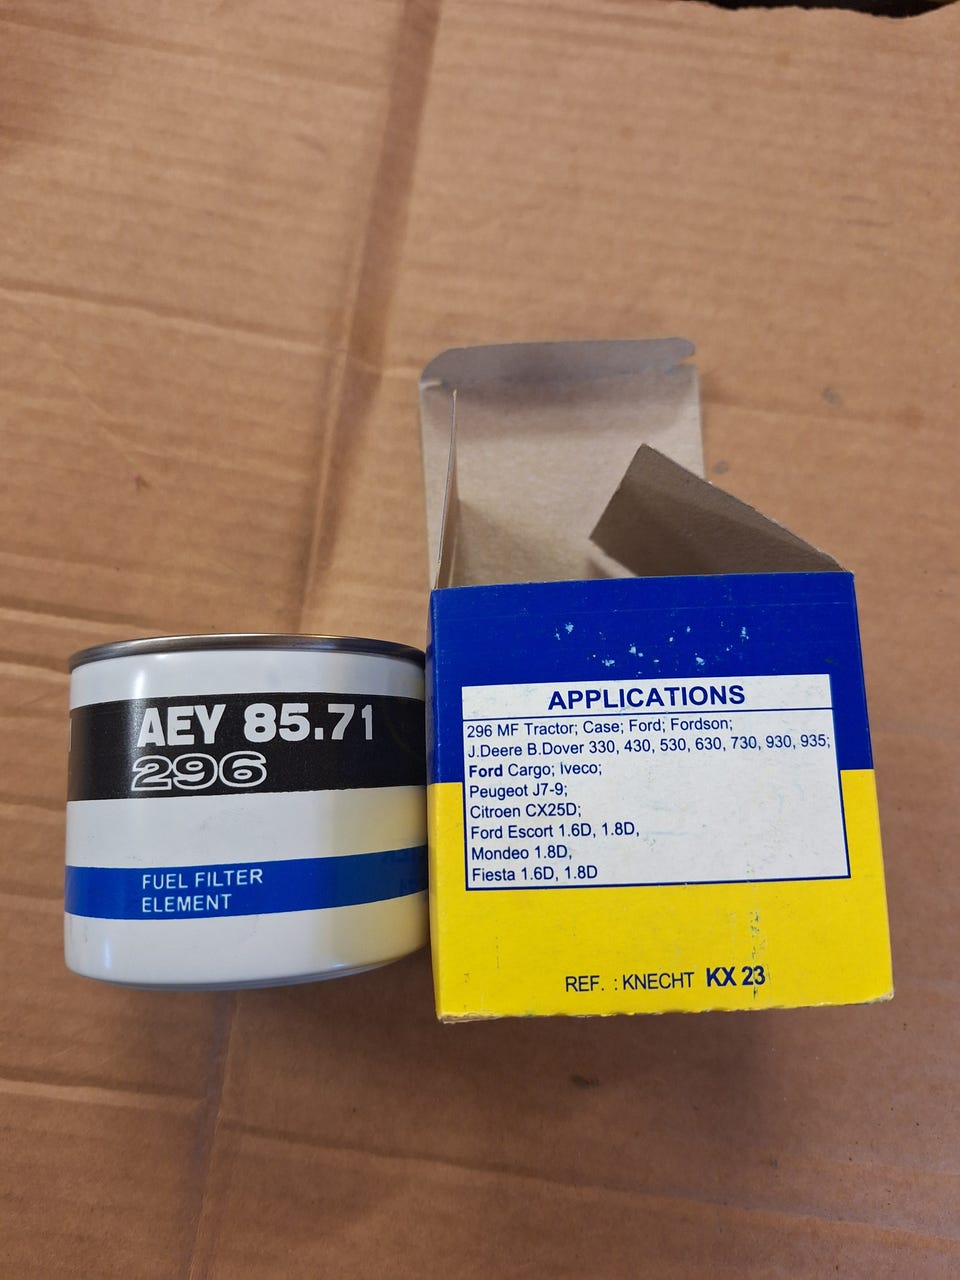 AEY 85.71
296
FUEL FILTER
ELEMENT
APPLICATIONS
296 MF Tractor; Case; Ford; Fordson;
J.Deere B.Dover 330, 430, 530, 630, 730, 930, 935;
Ford Cargo; Iveco;
Peugeot J7-9;
Citroen CX25D;
Ford Escort 1.6D, 1.8D,
Mondeo 1.8D,
Fiesta 1.6D, 1.8D
REF. : KNECHT KX 23